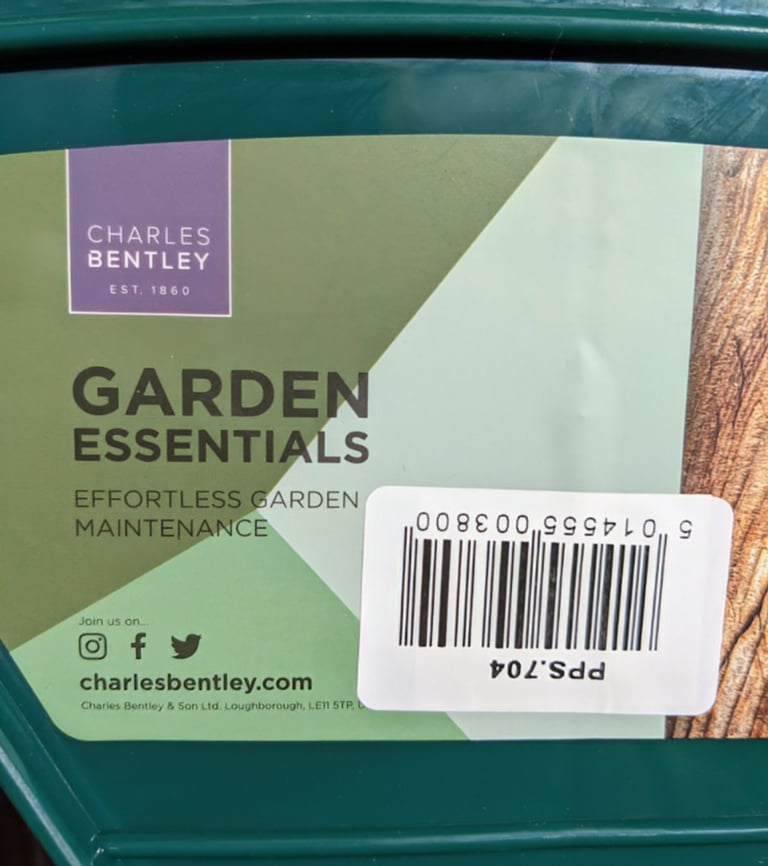 CHARLES
BENTLEY
EST. 1860
GARDEN
ESSENTIALS
EFFORTLESS GARDEN
MAINTENANCE
Join us on...
charlesbentley.com
Charles Bentley & Son Ltd. Loughborough, LE11 5TP,
PPS.704
5 014555 003800